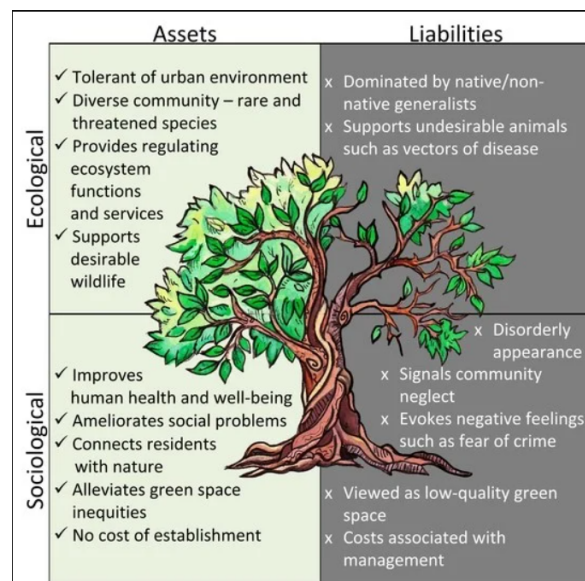 Assets
Liabilities
Ecological
✓ Tolerant of urban environment
✓ Diverse community – rare and
threatened species
✓ Provides regulating
ecosystem
functions
and services
✓ Supports
desirable
wildlife
x Dominated by native/non-
native generalists
x Supports undesirable animals
such as vectors of disease
Sociological
✓ Improves
human health and well-being
✓ Ameliorates social problems
✓ Connects residents
with nature
✓ Alleviates green space
inequities
✓ No cost of establishment
x Disorderly
appearance
x Signals community
neglect
x Evokes negative feelings
such as fear of crime
x Viewed as low-quality green
space
x Costs associated with
management